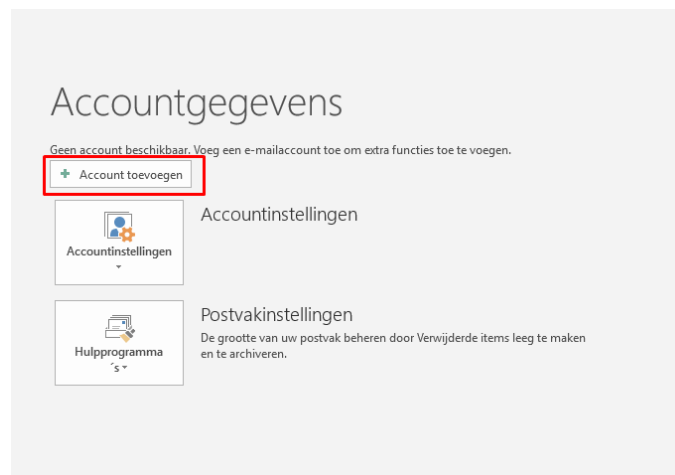 Accountgegevens
Geen account beschikbaar. Voeg een e-mailaccount toe om extra functies toe te voegen.
+ Account toevoegen
Accountinstellingen
Accountinstellingen
Postvakinstellingen
De grootte van uw postvak beheren door Verwijderde items leeg te maken
en te archiveren.
Hulpprogramma
´s